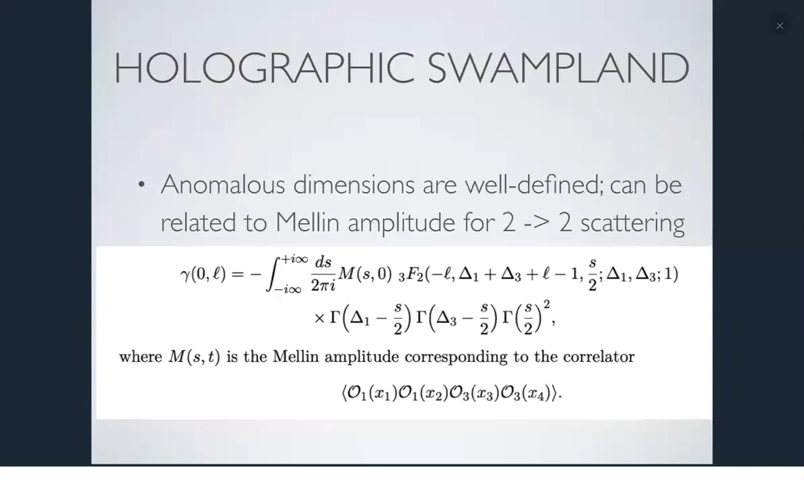 HOLOGRAPHIC SWAMPLAND
• Anomalous dimensions are well-defined; can be
related to Mellin amplitude for 2 -> 2 scattering
γ(0, ℓ) = − ∫_{−i∞}^{+i∞} ds/2πi M(s, 0) ₃F₂(−ℓ, Δ₁ + Δ₃ + ℓ − 1, s/2; Δ₁, Δ₃; 1)
× Γ(Δ₁ − s/2) Γ(Δ₃ − s/2) Γ(s/2)²,
where M(s, t) is the Mellin amplitude corresponding to the correlator
⟨𝒪₁(x₁)𝒪₁(x₂)𝒪₃(x₃)𝒪₃(x₄)⟩.